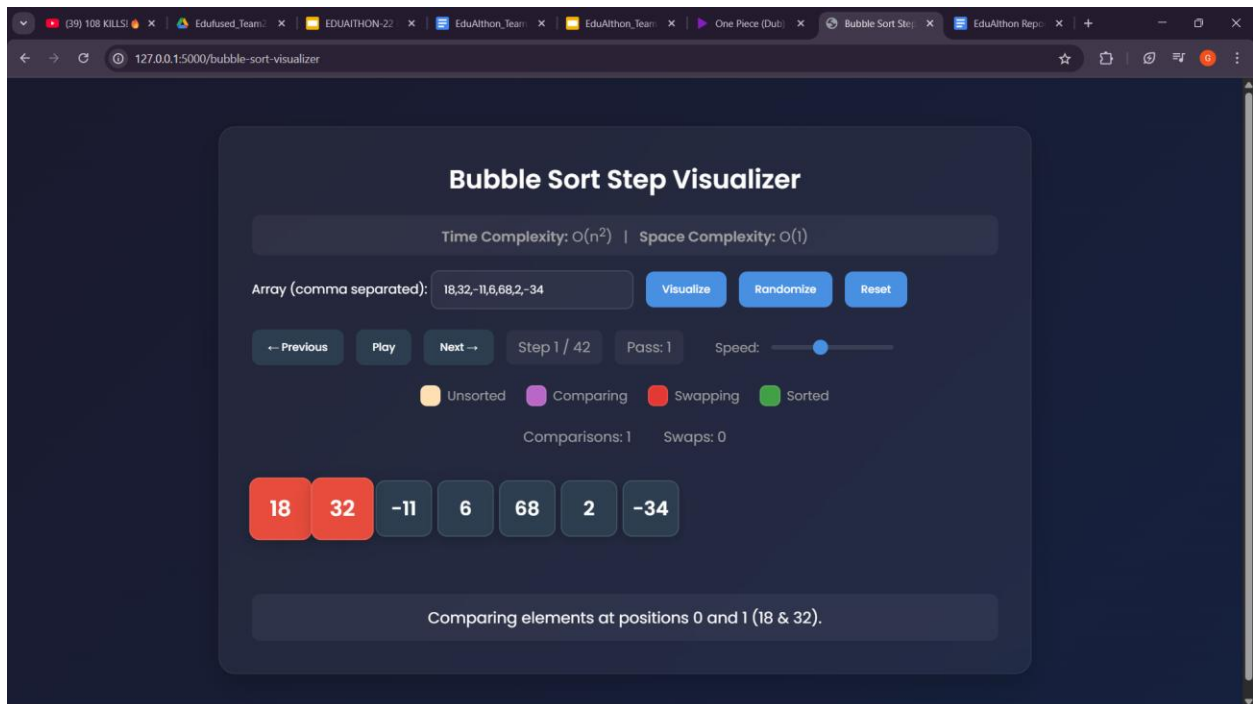 (39) 108 KILLS!
Edufused_Team
EDUAITHON-22
EduAIthon_Team
EduAIthon_Team
One Piece (Dub)
Bubble Sort Step
EduAIthon Repo
127.0.0.1:5000/bubble-sort-visualizer
G
Bubble Sort Step Visualizer
Time Complexity: O(n²) | Space Complexity: O(1)
Array (comma separated): 18,32,-11,6,68,2,-34 Visualize Randomize Reset
← Previous Play Next → Step 1 / 42 Pass: 1 Speed:
Unsorted Comparing Swapping Sorted
Comparisons: 1 Swaps: 0
18 32 -11 6 68 2 -34
Comparing elements at positions 0 and 1 (18 & 32).